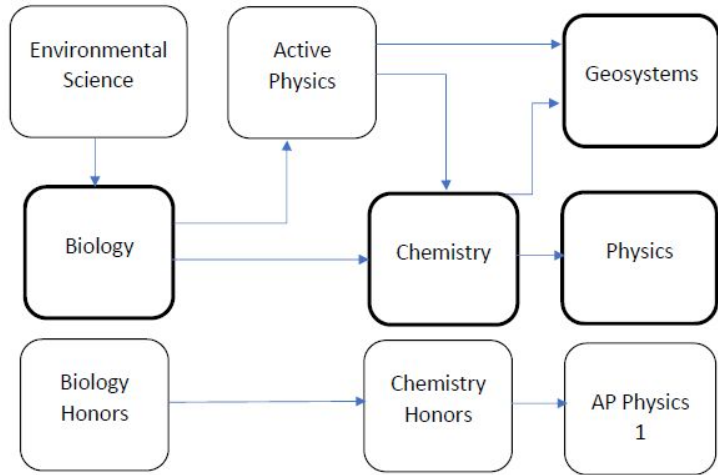 Environmental
Science
Active
Physics
Geosystems
Biology
Chemistry
Physics
Biology
Honors
Chemistry
Honors
AP Physics
1